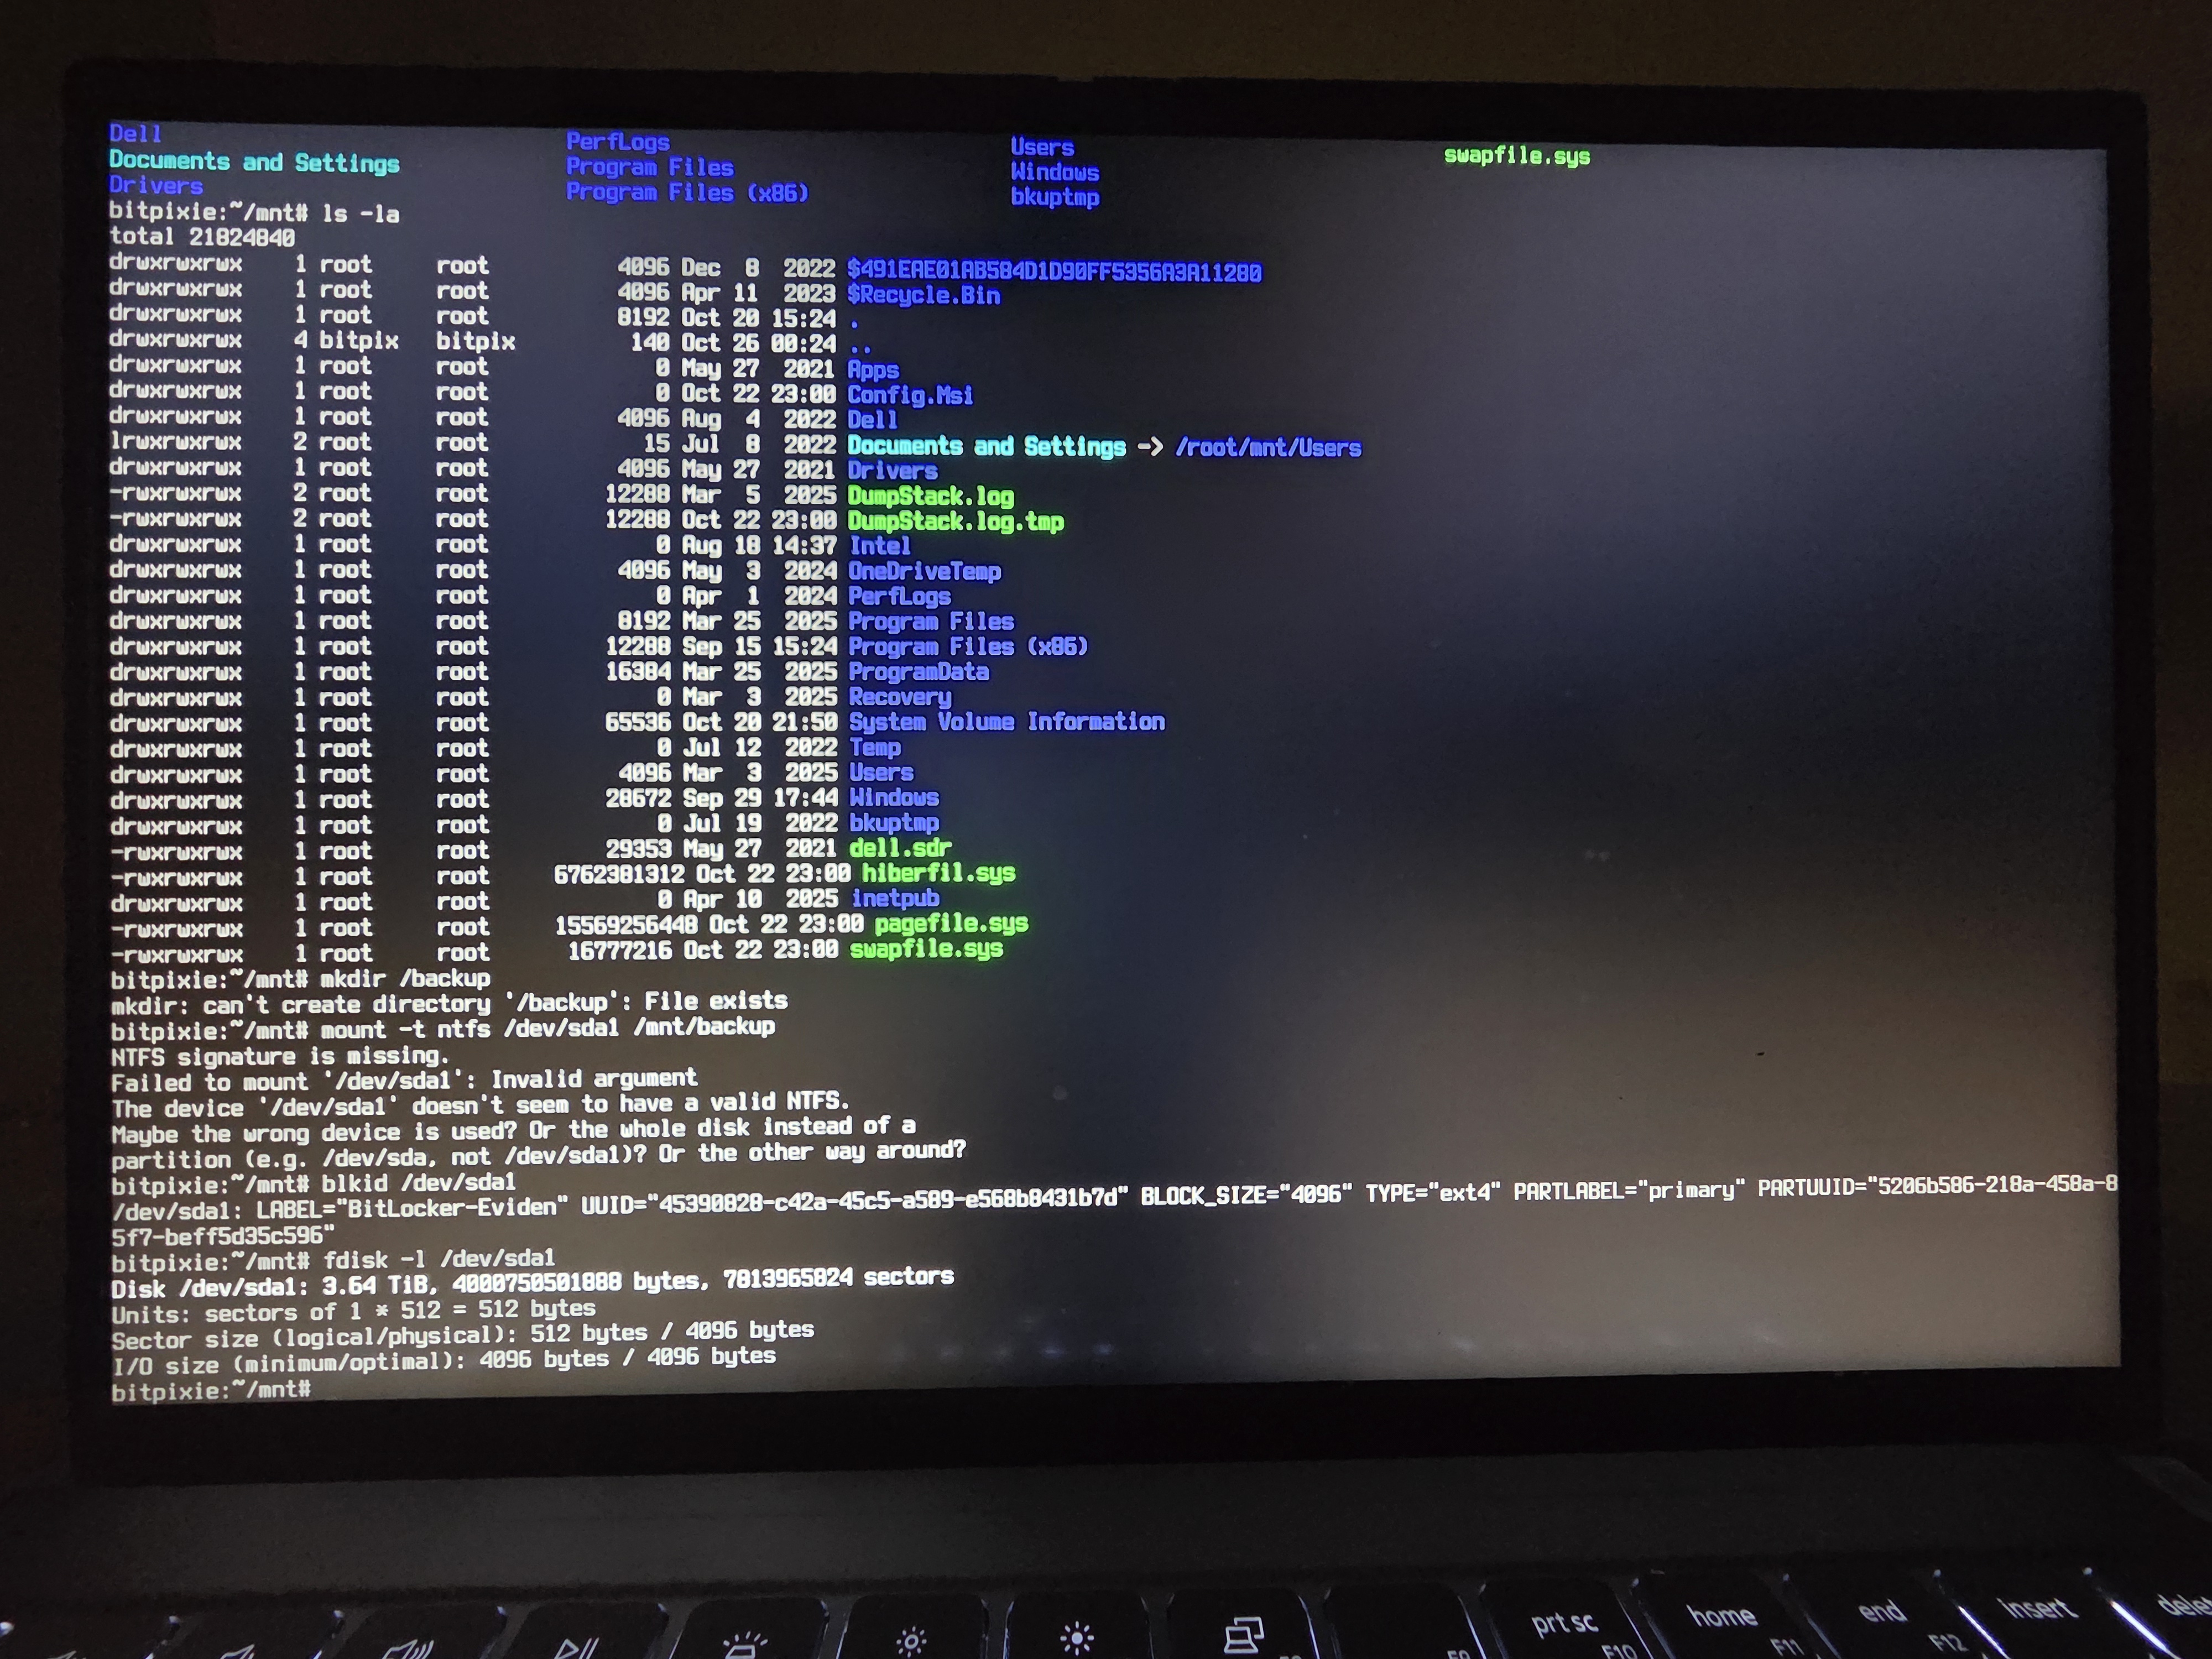 Dell PerfLogs Users swapfile.sys
Documents and Settings Program Files Windows
Drivers Program Files (x86) bkuptmp
bitpixie:~/mnt# ls -la
total 21824840
drwxrwxrwx 1 root root 4096 Dec 8 2022 $491EAE01AB584D1D90FF5356A3A11280
drwxrwxrwx 1 root root 4096 Apr 11 2023 $Recycle.Bin
drwxrwxrwx 1 root root 8192 Oct 20 15:24 .
drwxrwxrwx 4 bitpix bitpix 140 Oct 26 00:24 ..
drwxrwxrwx 1 root root 0 May 27 2021 Apps
drwxrwxrwx 1 root root 0 Oct 22 23:00 Config.Msi
drwxrwxrwx 1 root root 4096 Aug 4 2022 Dell
lrwxrwxrwx 2 root root 15 Jul 8 2022 Documents and Settings -> /root/mnt/Users
drwxrwxrwx 1 root root 4096 May 27 2021 Drivers
-rwxrwxrwx 2 root root 12288 Mar 5 2025 DumpStack.log
-rwxrwxrwx 2 root root 12288 Oct 22 23:00 DumpStack.log.tmp
drwxrwxrwx 1 root root 0 Aug 18 14:37 Intel
drwxrwxrwx 1 root root 4096 May 3 2024 OneDriveTemp
drwxrwxrwx 1 root root 0 Apr 1 2024 PerfLogs
drwxrwxrwx 1 root root 8192 Mar 25 2025 Program Files
drwxrwxrwx 1 root root 12288 Sep 15 15:24 Program Files (x86)
drwxrwxrwx 1 root root 16384 Mar 25 2025 ProgramData
drwxrwxrwx 1 root root 0 Mar 3 2025 Recovery
drwxrwxrwx 1 root root 65536 Oct 20 21:50 System Volume Information
drwxrwxrwx 1 root root 0 Jul 12 2022 Temp
drwxrwxrwx 1 root root 4096 Mar 3 2025 Users
drwxrwxrwx 1 root root 28672 Sep 29 17:44 Windows
drwxrwxrwx 1 root root 0 Jul 19 2022 bkuptmp
-rwxrwxrwx 1 root root 29353 May 27 2021 dell.sdr
-rwxrwxrwx 1 root root 6762381312 Oct 22 23:00 hiberfil.sys
drwxrwxrwx 1 root root 0 Apr 10 2025 inetpub
-rwxrwxrwx 1 root root 15569256448 Oct 22 23:00 pagefile.sys
-rwxrwxrwx 1 root root 16777216 Oct 22 23:00 swapfile.sys
bitpixie:~/mnt# mkdir /backup
mkdir: can't create directory '/backup': File exists
bitpixie:~/mnt# mount -t ntfs /dev/sda1 /mnt/backup
NTFS signature is missing.
Failed to mount '/dev/sda1': Invalid argument
The device '/dev/sda1' doesn't seem to have a valid NTFS.
Maybe the wrong device is used? Or the whole disk instead of a
partition (e.g. /dev/sda, not /dev/sda1)? Or the other way around?
bitpixie:~/mnt# blkid /dev/sda1
/dev/sda1: LABEL="BitLocker-Eviden" UUID="45390828-c42a-45c5-a589-e568b8431b7d" BLOCK_SIZE="4096" TYPE="ext4" PARTLABEL="primary" PARTUUID="5206b586-218a-458a-8
5f7-beff5d35c596"
bitpixie:~/mnt# fdisk -l /dev/sda1
Disk /dev/sda1: 3.64 TiB, 4000750501888 bytes, 7813965824 sectors
Units: sectors of 1 * 512 = 512 bytes
Sector size (logical/physical): 512 bytes / 4096 bytes
I/O size (minimum/optimal): 4096 bytes / 4096 bytes
bitpixie:~/mnt#
prt sc home end insert
F10 F11 F12